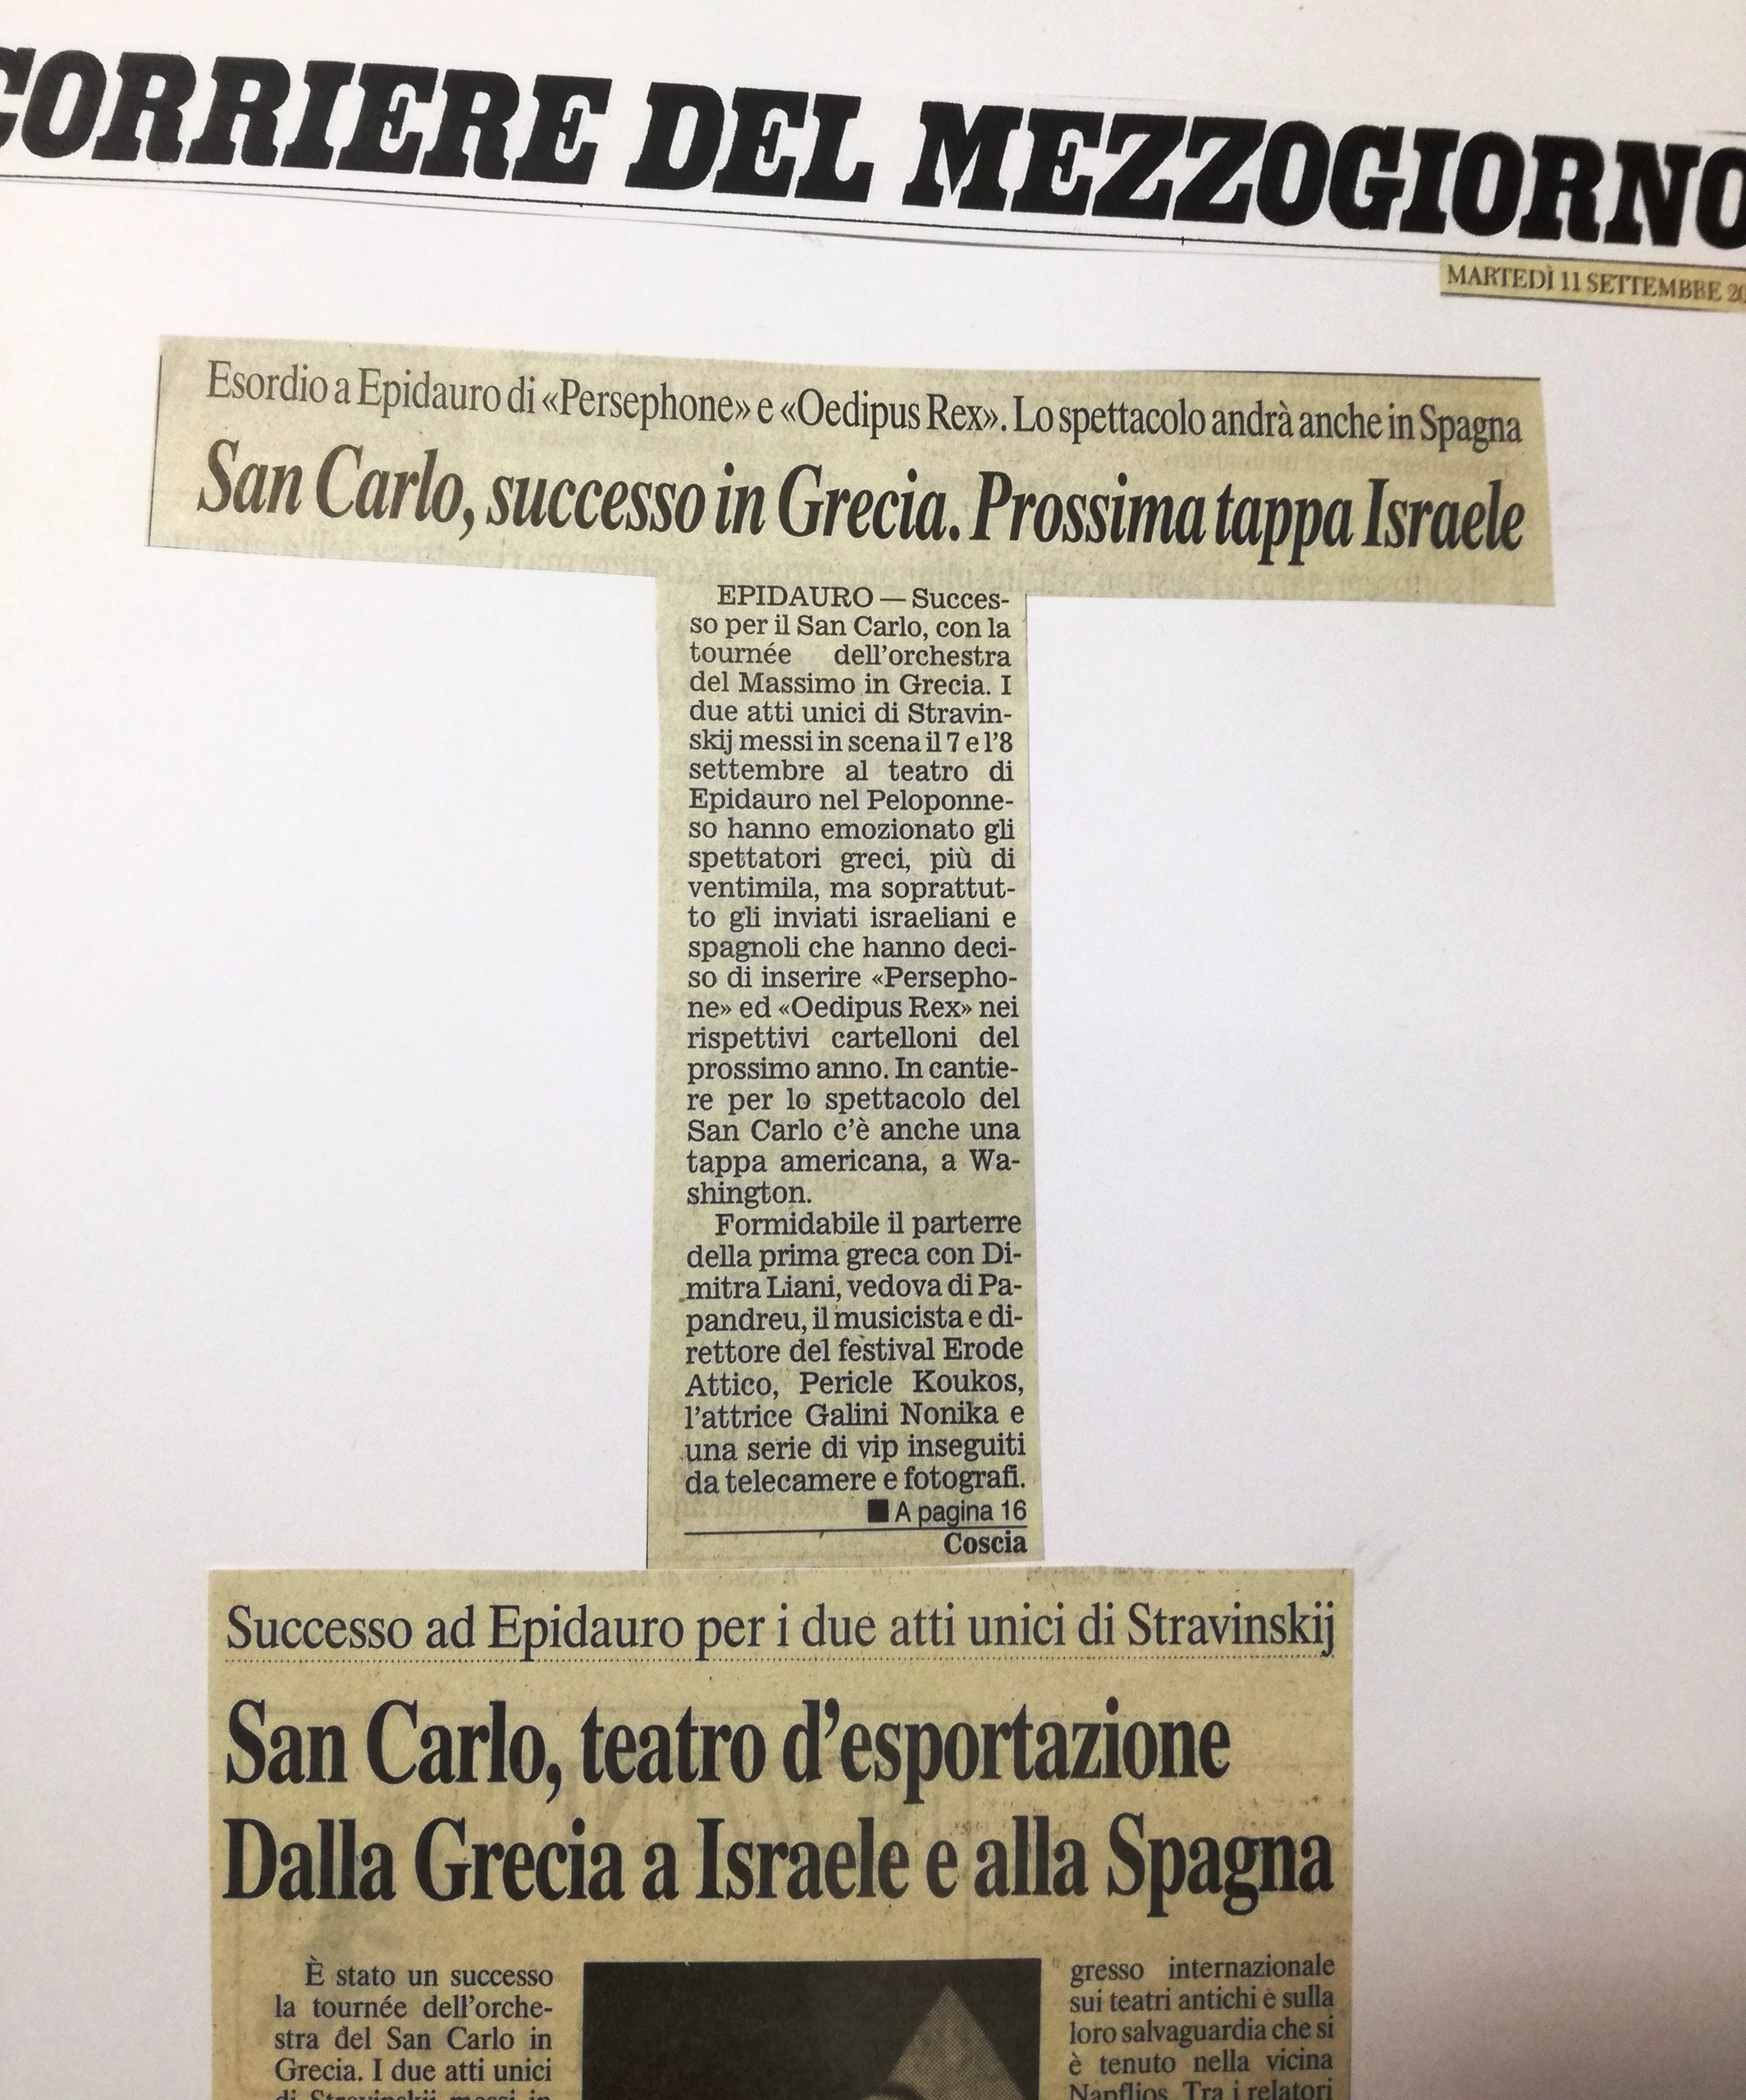 CORRIERE DEL MEZZOGIORNO
MARTEDÌ 11 SETTEMBRE
Esordio a Epidauro di «Persephone» e «Oedipus Rex». Lo spettacolo andrà anche in Spagna
San Carlo, successo in Grecia. Prossima tappa Israele
EPIDAURO — Succes-
so per il San Carlo, con la
tournée dell'orchestra
del Massimo in Grecia. I
due atti unici di Stravin-
skij messi in scena il 7 e l'8
settembre al teatro di
Epidauro nel Peloponne-
so hanno emozionato gli
spettatori greci, più di
ventimila, ma soprattut-
to gli inviati israeliani e
spagnoli che hanno deci-
so di inserire «Persepho-
ne» ed «Oedipus Rex» nei
rispettivi cartelloni del
prossimo anno. In cantie-
re per lo spettacolo del
San Carlo c'è anche una
tappa americana, a Wa-
shington.
Formidabile il parterre
della prima greca con Di-
mitra Liani, vedova di Pa-
pandreu, il musicista e di-
rettore del festival Erode
Attico, Pericle Koukos,
l'attrice Galini Nonika e
una serie di vip inseguiti
da telecamere e fotografi.
■ A pagina 16
Coscia
Successo ad Epidauro per i due atti unici di Stravinskij
San Carlo, teatro d'esportazione
Dalla Grecia a Israele e alla Spagna
È stato un successo
la tournée dell'orche-
stra del San Carlo in
Grecia. I due atti unici
di Stravinskij messi in
gresso internazionale
sui teatri antichi e sulla
loro salvaguardia che si
è tenuto nella vicina
Nanflios. Tra i relatori